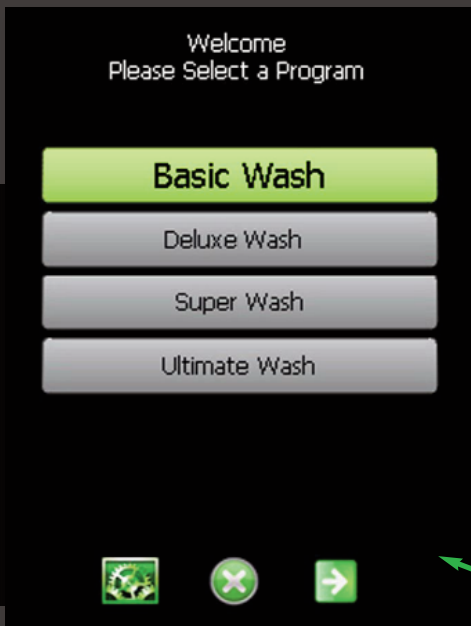 Welcome
Please Select a Program
Basic Wash
Deluxe Wash
Super Wash
Ultimate Wash